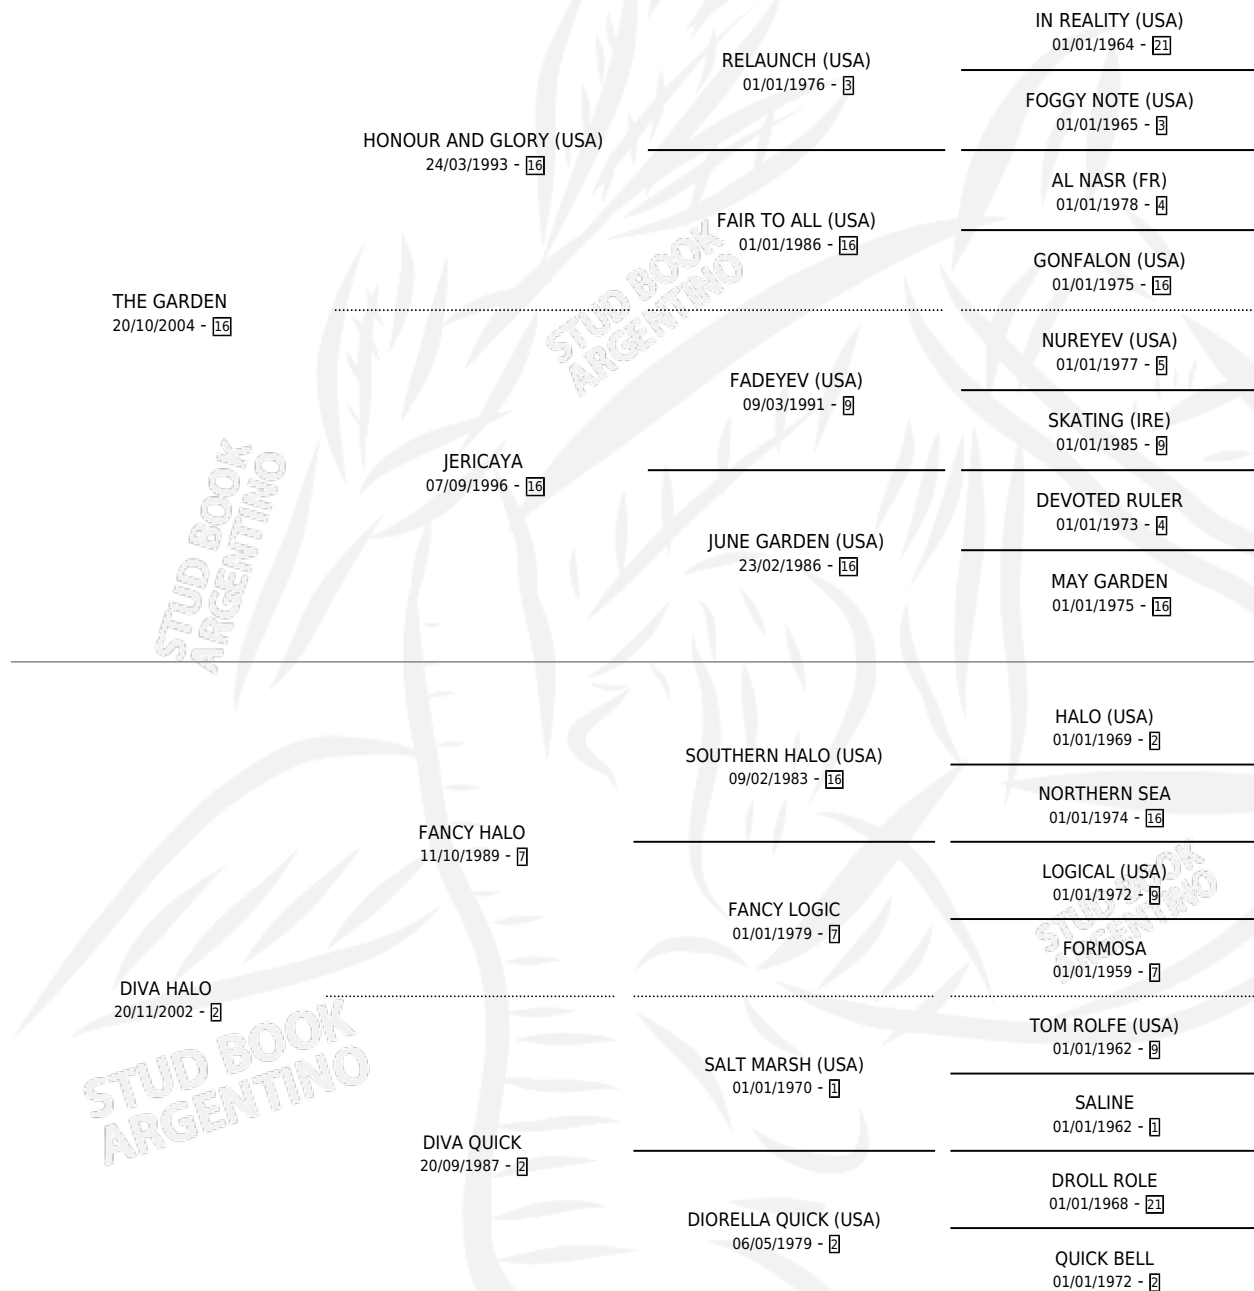 IN REALITY (USA)
01/01/1964 - 21
RELAUNCH (USA)
01/01/1976 - 3
FOGGY NOTE (USA)
01/01/1965 - 3
HONOUR AND GLORY (USA)
24/03/1993 - 16
AL NASR (FR)
01/01/1978 - 4
FAIR TO ALL (USA)
01/01/1986 - 16
GONFALON (USA)
01/01/1975 - 16
THE GARDEN
20/10/2004 - 16
NUREYEV (USA)
01/01/1977 - 5
FADEYEV (USA)
09/03/1991 - 9
SKATING (IRE)
01/01/1985 - 9
JERICAYA
07/09/1996 - 16
DEVOTED RULER
01/01/1973 - 4
JUNE GARDEN (USA)
23/02/1986 - 16
MAY GARDEN
01/01/1975 - 16
HALO (USA)
01/01/1969 - 2
SOUTHERN HALO (USA)
09/02/1983 - 16
NORTHERN SEA
01/01/1974 - 16
FANCY HALO
11/10/1989 - 7
LOGICAL (USA)
01/01/1972 - 9
FANCY LOGIC
01/01/1979 - 7
FORMOSA
01/01/1959 - 7
DIVA HALO
20/11/2002 - 2
TOM ROLFE (USA)
01/01/1962 - 9
SALT MARSH (USA)
01/01/1970 - 1
SALINE
01/01/1962 - 1
DIVA QUICK
20/09/1987 - 2
DROLL ROLE
01/01/1968 - 21
DIORELLA QUICK (USA)
06/05/1979 - 2
QUICK BELL
01/01/1972 - 2
STUD BOOK
ARGENTINO
STUD BOOK
ARGENTINO
STUD BOOK
ARGENTINO
STUD BOOK
ARGENTINO